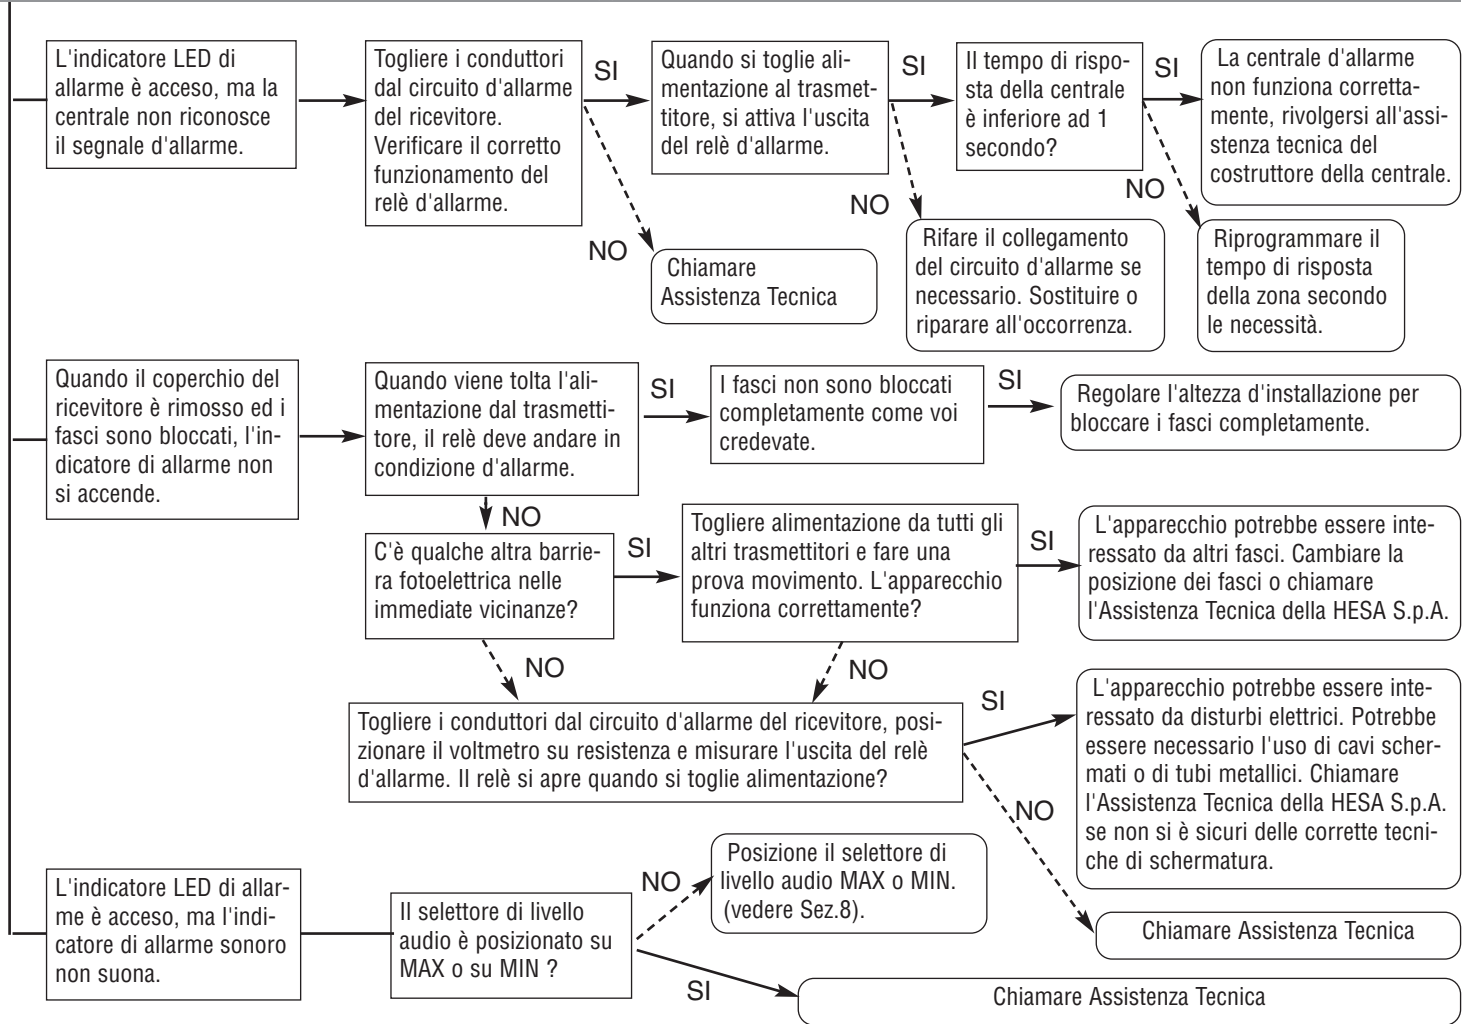 L'indicatore LED di
allarme è acceso, ma la
centrale non riconosce
il segnale d'allarme.
Togliere i conduttori
dal circuito d'allarme
del ricevitore.
Verificare il corretto
funzionamento del
relè d'allarme.
SI
NO
Quando si toglie ali-
mentazione al trasmet-
titore, si attiva l'uscita
del relè d'allarme.
SI
NO
Il tempo di rispo-
sta della centrale
è inferiore ad 1
secondo?
SI
NO
La centrale d'allarme
non funziona corretta-
mente, rivolgersi all'assi-
stenza tecnica del
costruttore della centrale.
Chiamare
Assistenza Tecnica
Rifare il collegamento
del circuito d'allarme se
necessario. Sostituire o
riparare all'occorrenza.
Riprogrammare il
tempo di risposta
della zona secondo
le necessità.
Quando il coperchio del
ricevitore è rimosso ed i
fasci sono bloccati, l'in-
dicatore di allarme non
si accende.
Quando viene tolta l'ali-
mentazione dal trasmetti-
tore, il relè deve andare in
condizione d'allarme.
SI
NO
I fasci non sono bloccati
completamente come voi
credevate.
SI
Regolare l'altezza d'installazione per
bloccare i fasci completamente.
C'è qualche altra barrie-
ra fotoelettrica nelle
immediate vicinanze?
SI
NO
Togliere alimentazione da tutti gli
altri trasmettitori e fare una
prova movimento. L'apparecchio
funziona correttamente?
SI
NO
L'apparecchio potrebbe essere inte-
ressato da altri fasci. Cambiare la
posizione dei fasci o chiamare
l'Assistenza Tecnica della HESA S.p.A.
Togliere i conduttori dal circuito d'allarme del ricevitore, posi-
zionare il voltmetro su resistenza e misurare l'uscita del relè
d'allarme. Il relè si apre quando si toglie alimentazione?
SI
NO
L'apparecchio potrebbe essere inte-
ressato da disturbi elettrici. Potrebbe
essere necessario l'uso di cavi scher-
mati o di tubi metallici. Chiamare
l'Assistenza Tecnica della HESA S.p.A.
se non si è sicuri delle corrette tecni-
che di schermatura.
Chiamare Assistenza Tecnica
L'indicatore LED di allar-
me è acceso, ma l'indi-
catore di allarme sonoro
non suona.
Il selettore di livello
audio è posizionato su
MAX o su MIN ?
NO
SI
Posizione il selettore di
livello audio MAX o MIN.
(vedere Sez.8).
Chiamare Assistenza Tecnica